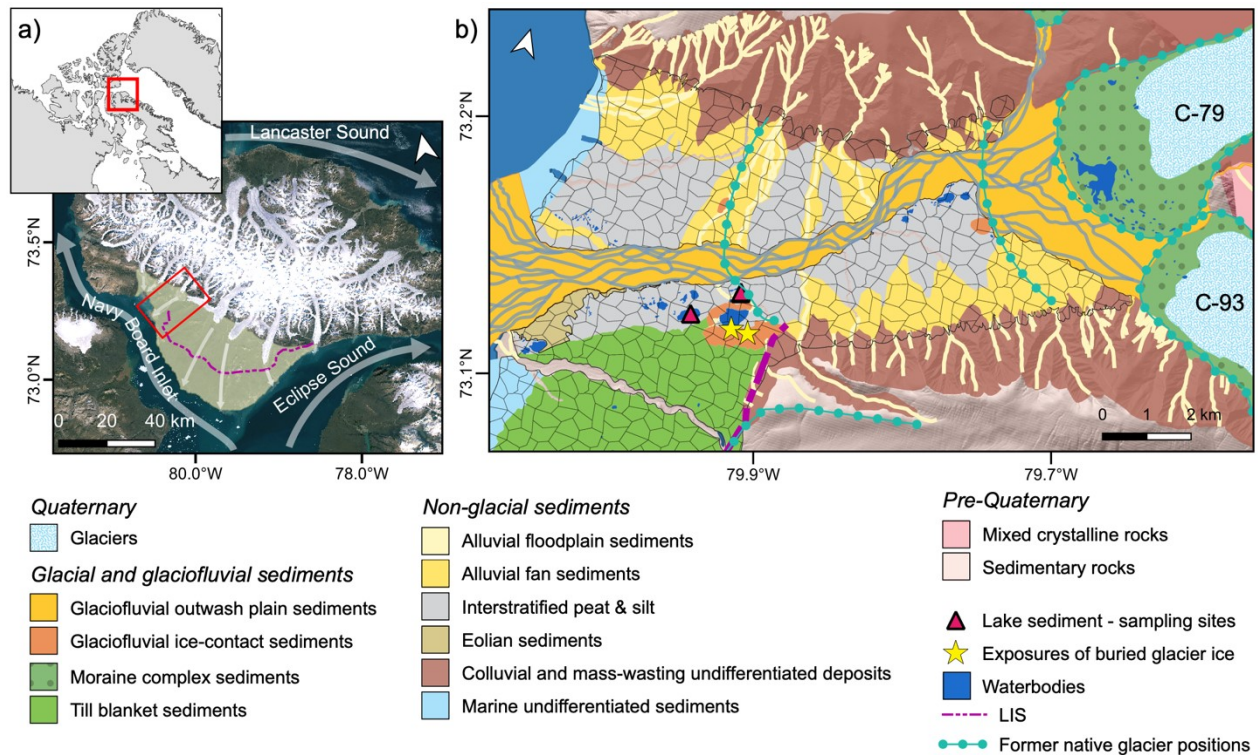 a)
Lancaster Sound
Navy Board Inlet
Eclipse Sound
73.5°N
73.0°N
0 20 40 km
80.0°W 78.0°W
b)
C-79
C-93
73.2°N
73.1°N
0 1 2 km
79.9°W 79.7°W
Quaternary
Glaciers
Glacial and glaciofluvial sediments
Glaciofluvial outwash plain sediments
Glaciofluvial ice-contact sediments
Moraine complex sediments
Till blanket sediments
Non-glacial sediments
Alluvial floodplain sediments
Alluvial fan sediments
Interstratified peat & silt
Eolian sediments
Colluvial and mass-wasting undifferentiated deposits
Marine undifferentiated sediments
Pre-Quaternary
Mixed crystalline rocks
Sedimentary rocks
Lake sediment - sampling sites
Exposures of buried glacier ice
Waterbodies
LIS
Former native glacier positions